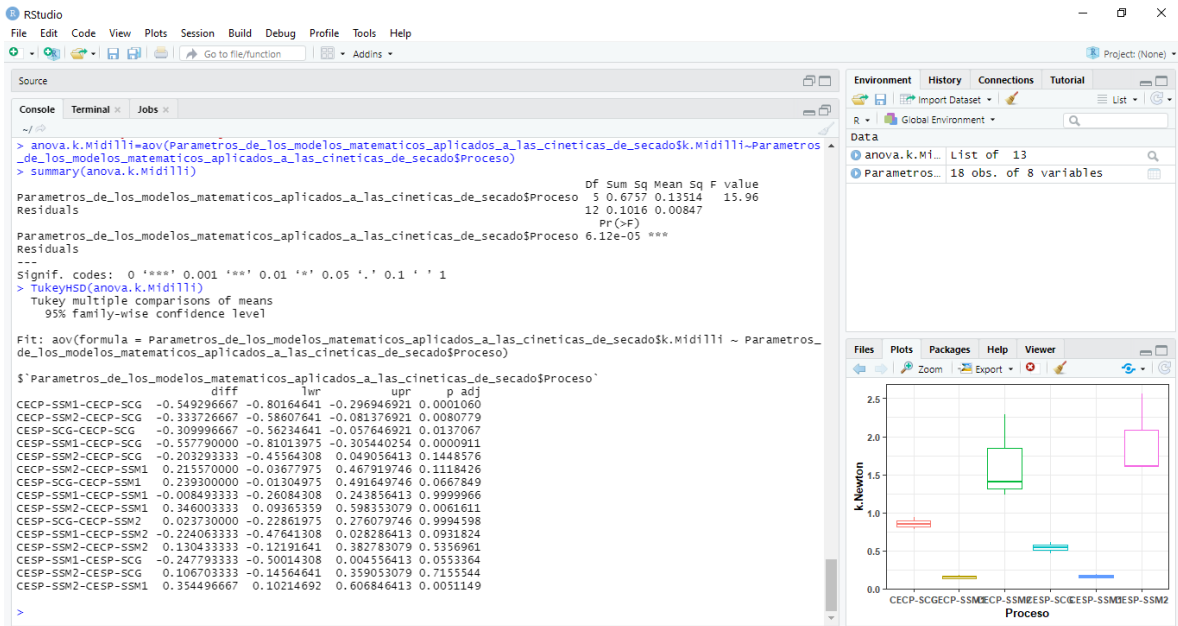 RStudio
File Edit Code View Plots Session Build Debug Profile Tools Help
Go to file/function
Addins
Project: (None)
Source
Console Terminal Jobs
~/
> anova.k.Midilli=aov(Parametros_de_los_modelos_matematicos_aplicados_a_las_cineticas_de_secado$k.Midilli~Parametros
_de_los_modelos_matematicos_aplicados_a_las_cineticas_de_secado$Proceso)
> summary(anova.k.Midilli)
Df Sum Sq Mean Sq F value
Parametros_de_los_modelos_matematicos_aplicados_a_las_cineticas_de_secado$Proceso 5 0.6757 0.13514 15.96
Residuals 12 0.1016 0.00847
Pr(>F)
Parametros_de_los_modelos_matematicos_aplicados_a_las_cineticas_de_secado$Proceso 6.12e-05 ***
Residuals
---
Signif. codes: 0 ‘***’ 0.001 ‘**’ 0.01 ‘*’ 0.05 ‘.’ 0.1 ‘ ’ 1
> TukeyHSD(anova.k.Midilli)
Tukey multiple comparisons of means
95% family-wise confidence level
Fit: aov(formula = Parametros_de_los_modelos_matematicos_aplicados_a_las_cineticas_de_secado$k.Midilli ~ Parametros_
de_los_modelos_matematicos_aplicados_a_las_cineticas_de_secado$Proceso)
$`Parametros_de_los_modelos_matematicos_aplicados_a_las_cineticas_de_secado$Proceso`
diff lwr upr p adj
CECP-SSM1-CECP-SCG -0.549296667 -0.80164641 -0.296946921 0.0001060
CECP-SSM2-CECP-SCG -0.333726667 -0.58607641 -0.081376921 0.0080779
CESP-SCG-CECP-SCG -0.309996667 -0.56234641 -0.057646921 0.0137067
CESP-SSM1-CECP-SCG -0.557790000 -0.81013975 -0.305440254 0.0000911
CESP-SSM2-CECP-SCG -0.203293333 -0.45564308 0.049056413 0.1448576
CECP-SSM2-CECP-SSM1 0.215570000 -0.03677975 0.467919746 0.1118426
CESP-SCG-CECP-SSM1 0.239300000 -0.01304975 0.491649746 0.0667849
CESP-SSM1-CECP-SSM1 -0.008493333 -0.26084308 0.243856413 0.9999966
CESP-SSM2-CECP-SSM1 0.346003333 0.09365359 0.598353079 0.0061611
CESP-SCG-CECP-SSM2 0.023730000 -0.22861975 0.276079746 0.9994598
CESP-SSM1-CECP-SSM2 -0.224063333 -0.47641308 0.028286413 0.0931824
CESP-SSM2-CECP-SSM2 0.130433333 -0.12191641 0.382783079 0.5356961
CESP-SSM1-CESP-SCG -0.247793333 -0.50014308 0.004556413 0.0553364
CESP-SSM2-CESP-SCG 0.106703333 -0.14564641 0.359053079 0.7155544
CESP-SSM2-CESP-SSM1 0.354496667 0.10214692 0.606846413 0.0051149
>
Environment History Connections Tutorial
Import Dataset
List
R Global Environment
Data
anova.k.Mi… List of 13
Parametros… 18 obs. of 8 variables
Files Plots Packages Help Viewer
Zoom Export
2.5
2.0
1.5
1.0
0.5
0.0
k.Newton
CECP-SCG CECP-SSM1 CECP-SSM2 CESP-SCG CESP-SSM1 CESP-SSM2
Proceso